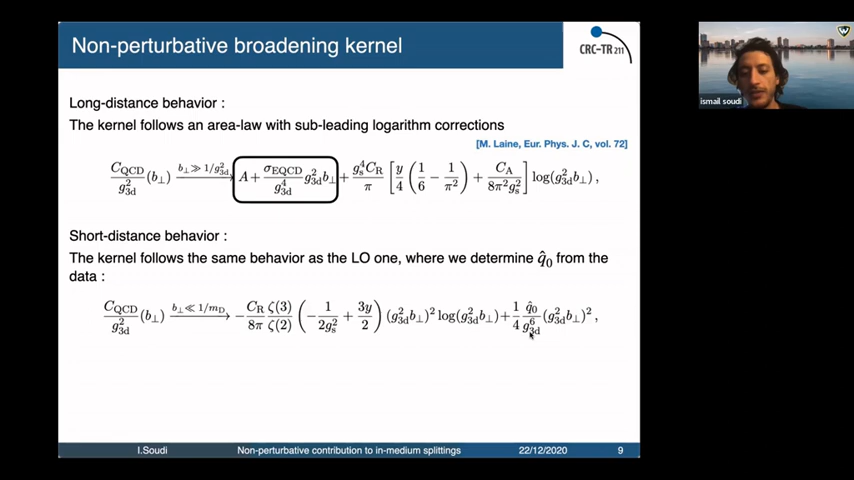 Non-perturbative broadening kernel
CRC-TR 211
ismail soudi
Long-distance behavior :
The kernel follows an area-law with sub-leading logarithm corrections
[M. Laine, Eur. Phys. J. C, vol. 72]
C_QCD/g_3d^2 (b_⊥) —b_⊥ ≫ 1/g_3d^2→ A + σ_EQCD/g_3d^4 g_3d^2 b_⊥ + g_s^4 C_R/π [ y/4 ( 1/6 − 1/π^2 ) + C_A/8π^2 g_s^2 ] log(g_3d^2 b_⊥) ,
Short-distance behavior :
The kernel follows the same behavior as the LO one, where we determine q̂_0 from the
data :
C_QCD/g_3d^2 (b_⊥) —b_⊥ ≪ 1/m_D→ − C_R/8π ζ(3)/ζ(2) ( − 1/2g_s^2 + 3y/2 ) (g_3d^2 b_⊥)^2 log(g_3d^2 b_⊥) + 1/4 q̂_0/g_3d^6 (g_3d^2 b_⊥)^2 ,
I.Soudi Non-perturbative contribution to in-medium splittings 22/12/2020 9